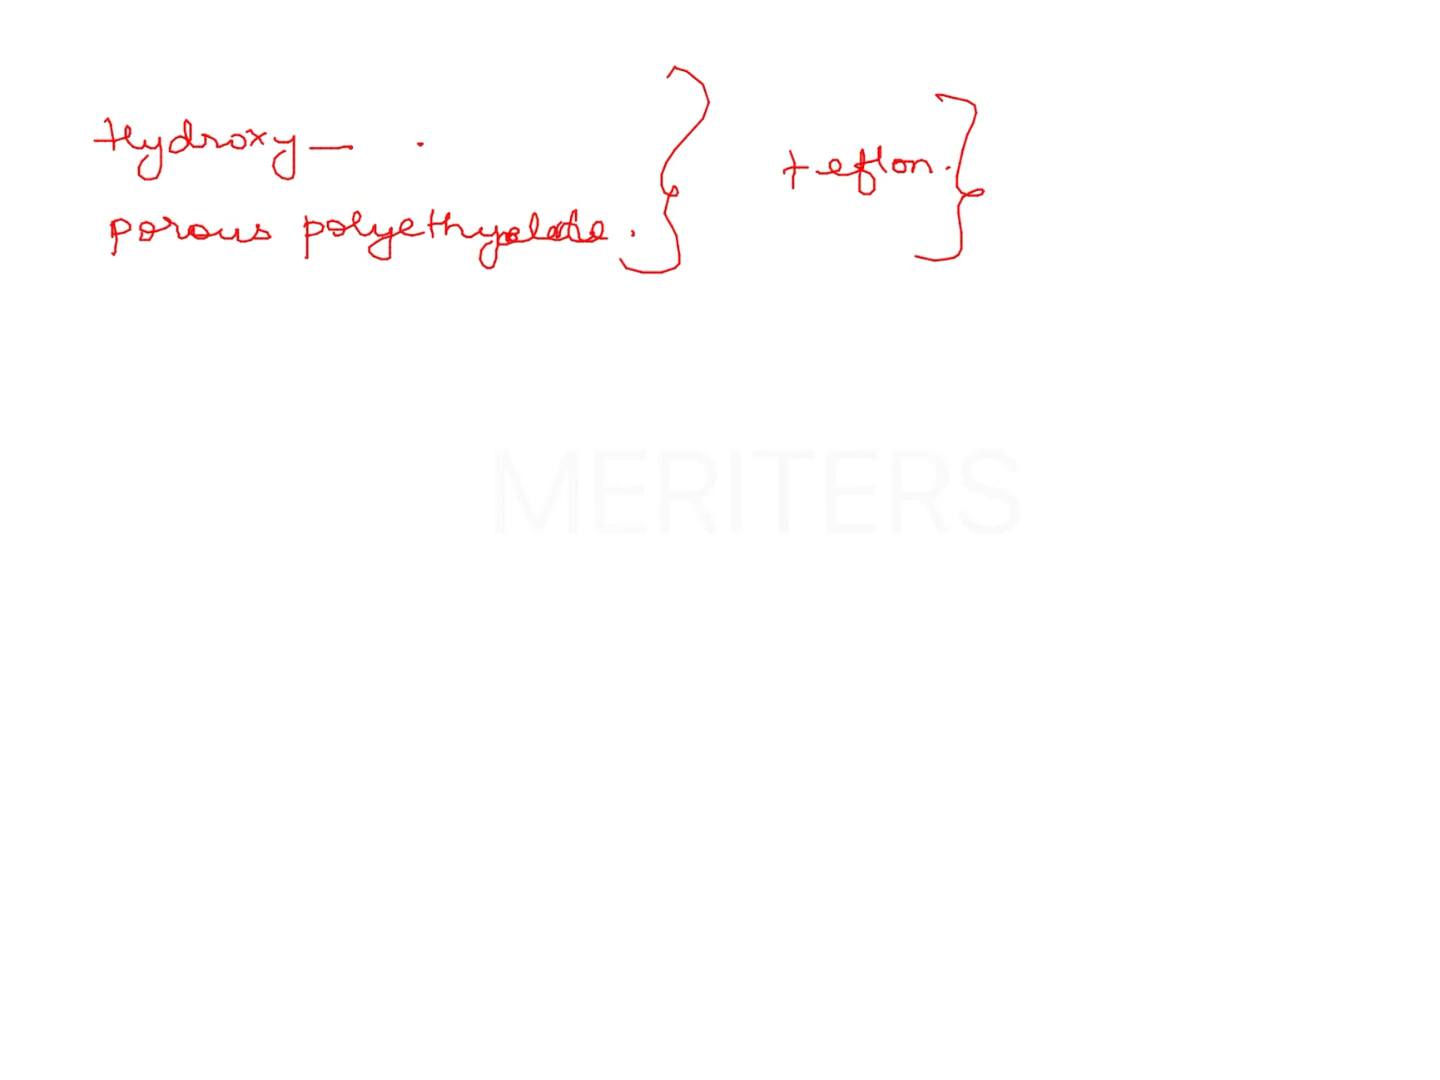 Hydroxy — .
porous
teflon.
MERITERS